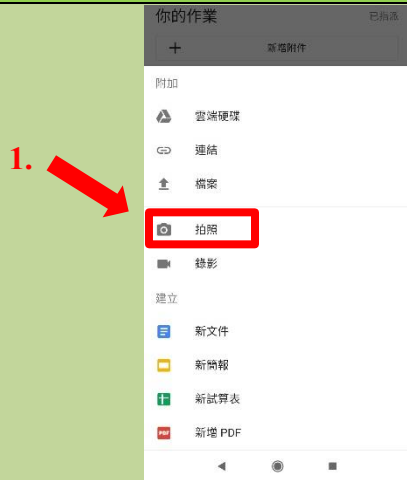 你的作業
已指派
+ 新增附件
附加
雲端硬碟
連結
檔案
1.
拍照
錄影
建立
新文件
新簡報
新試算表
PDF 新增 PDF